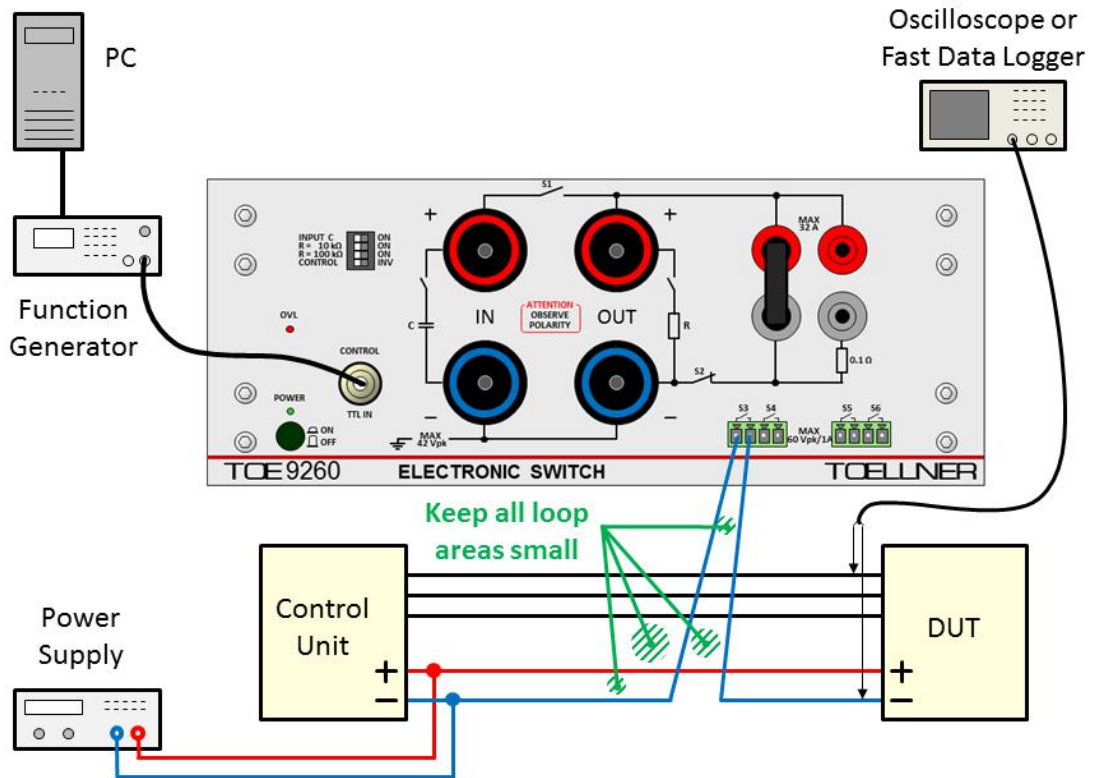 PC
Oscilloscope or
Fast Data Logger
Function
Generator
S1
+
+
MAX
32 A
INPUT C ON
R = 10 kΩ ON
R = 100 kΩ ON
CONTROL INV
OVL
C
IN
ATTENTION
OBSERVE
POLARITY
OUT
R
0.1 Ω
S2
CONTROL
TTL IN
POWER
ON
OFF
−
−
MAX
42 Vpk
S3 S4
MAX
60 Vpk/1A
S5 S6
TOE 9260
ELECTRONIC SWITCH
TOELLNER
Keep all loop
areas small
Control
Unit
+
−
DUT
+
−
Power
Supply